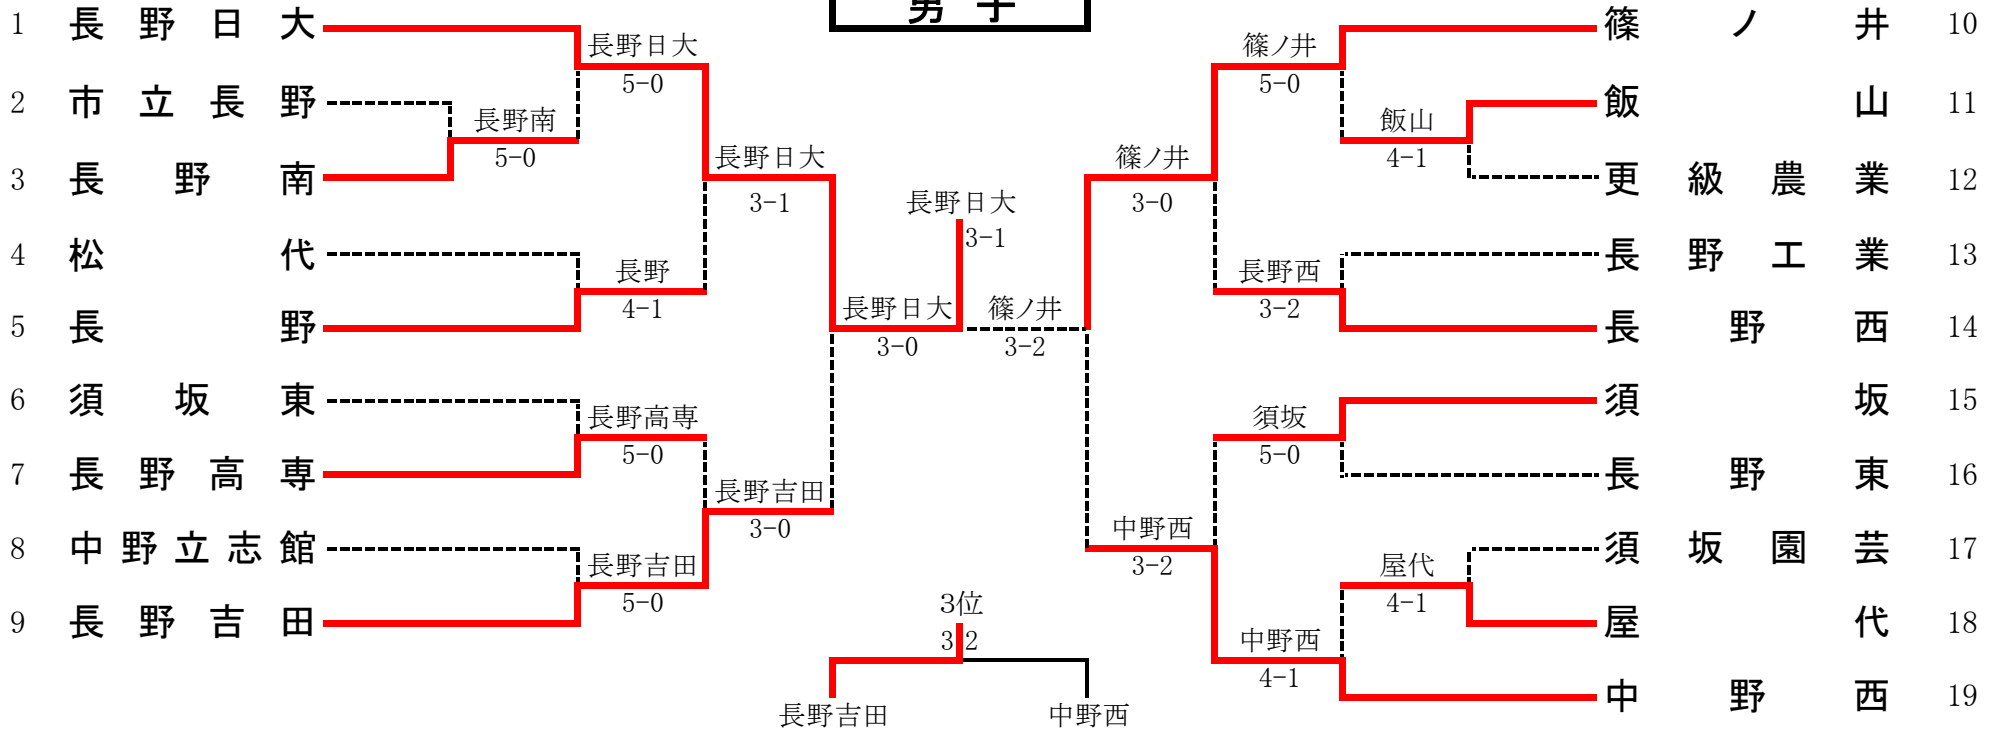 男子
1 長野日大
2 市立長野
3 長野南
4 松代
5 長野
6 須坂東
7 長野高専
8 中野立志館
9 長野吉田
長野日大
5-0
長野南
5-0
長野日大
3-1
長野
4-1
長野高専
5-0
長野吉田
3-0
長野吉田
5-0
長野日大
3-0
長野日大
3-1
篠ノ井
3-2
篠ノ井
3-0
篠ノ井
5-0
飯山
4-1
長野西
3-2
須坂
5-0
中野西
3-2
屋代
4-1
中野西
4-1
篠ノ井 10
飯山 11
更級農業 12
長野工業 13
長野西 14
須坂 15
長野東 16
須坂園芸 17
屋代 18
中野西 19
3位
3 2
長野吉田
中野西